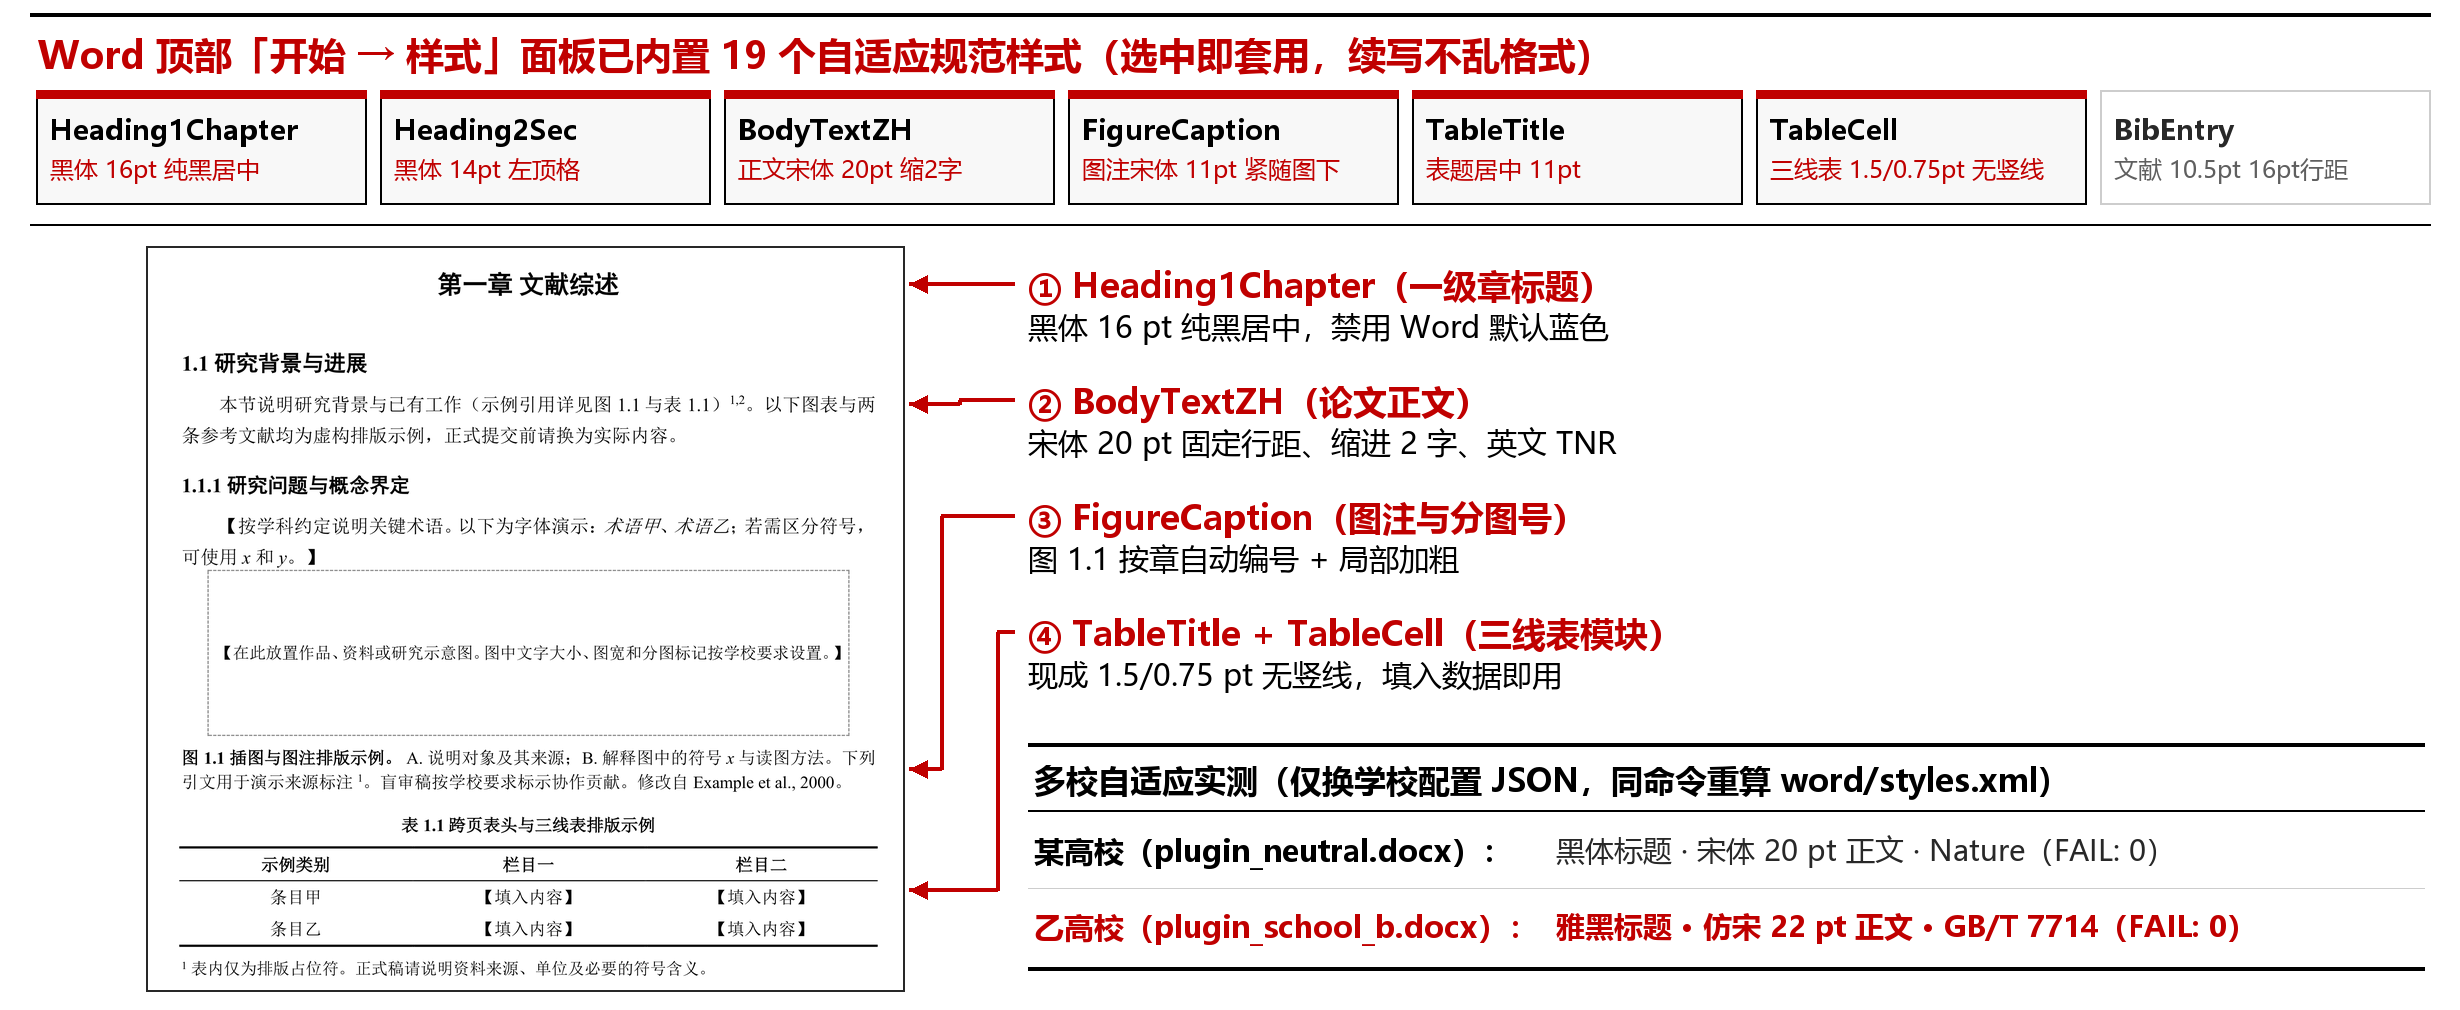 Word 顶部「开始 → 样式」面板已内置 19 个自适应规范样式（选中即套用，续写不乱格式）
Heading1Chapter
黑体 16pt 纯黑居中
Heading2Sec
黑体 14pt 左顶格
BodyTextZH
正文宋体 20pt 缩2字
FigureCaption
图注宋体 11pt 紧随图下
TableTitle
表题居中 11pt
TableCell
三线表 1.5/0.75pt 无竖线
BibEntry
文献 10.5pt 16pt行距
第一章 文献综述
1.1 研究背景与进展
本节说明研究背景与已有工作（示例引用详见图 1.1 与表 1.1）1,2。以下图表与两
条参考文献均为虚构排版示例，正式提交前请换为实际内容。
1.1.1 研究问题与概念界定
【按学科约定说明关键术语。以下为字体演示：术语甲、术语乙；若需区分符号，
可使用 x 和 y。】
【在此放置作品、资料或研究示意图。图中文字大小、图宽和分图标记按学校要求设置。】
图 1.1 插图与图注排版示例。 A. 说明对象及其来源；B. 解释图中的符号 x 与读图方法。下列
引文用于演示来源标注 1。盲审稿按学校要求标示协作贡献。修改自 Example et al., 2000。
表 1.1 跨页表头与三线表排版示例
示例类别 栏目一 栏目二
条目甲 【填入内容】 【填入内容】
条目乙 【填入内容】 【填入内容】
1 表内仅为排版占位符。正式稿请说明资料来源、单位及必要的符号含义。
① Heading1Chapter（一级章标题）
黑体 16 pt 纯黑居中，禁用 Word 默认蓝色
② BodyTextZH（论文正文）
宋体 20 pt 固定行距、缩进 2 字、英文 TNR
③ FigureCaption（图注与分图号）
图 1.1 按章自动编号 + 局部加粗
④ TableTitle + TableCell（三线表模块）
现成 1.5/0.75 pt 无竖线，填入数据即用
多校自适应实测（仅换学校配置 JSON，同命令重算 word/styles.xml）
某高校（plugin_neutral.docx）： 黑体标题 · 宋体 20 pt 正文 · Nature（FAIL: 0）
乙高校（plugin_school_b.docx）： 雅黑标题 • 仿宋 22 pt 正文 • GB/T 7714（FAIL: 0）